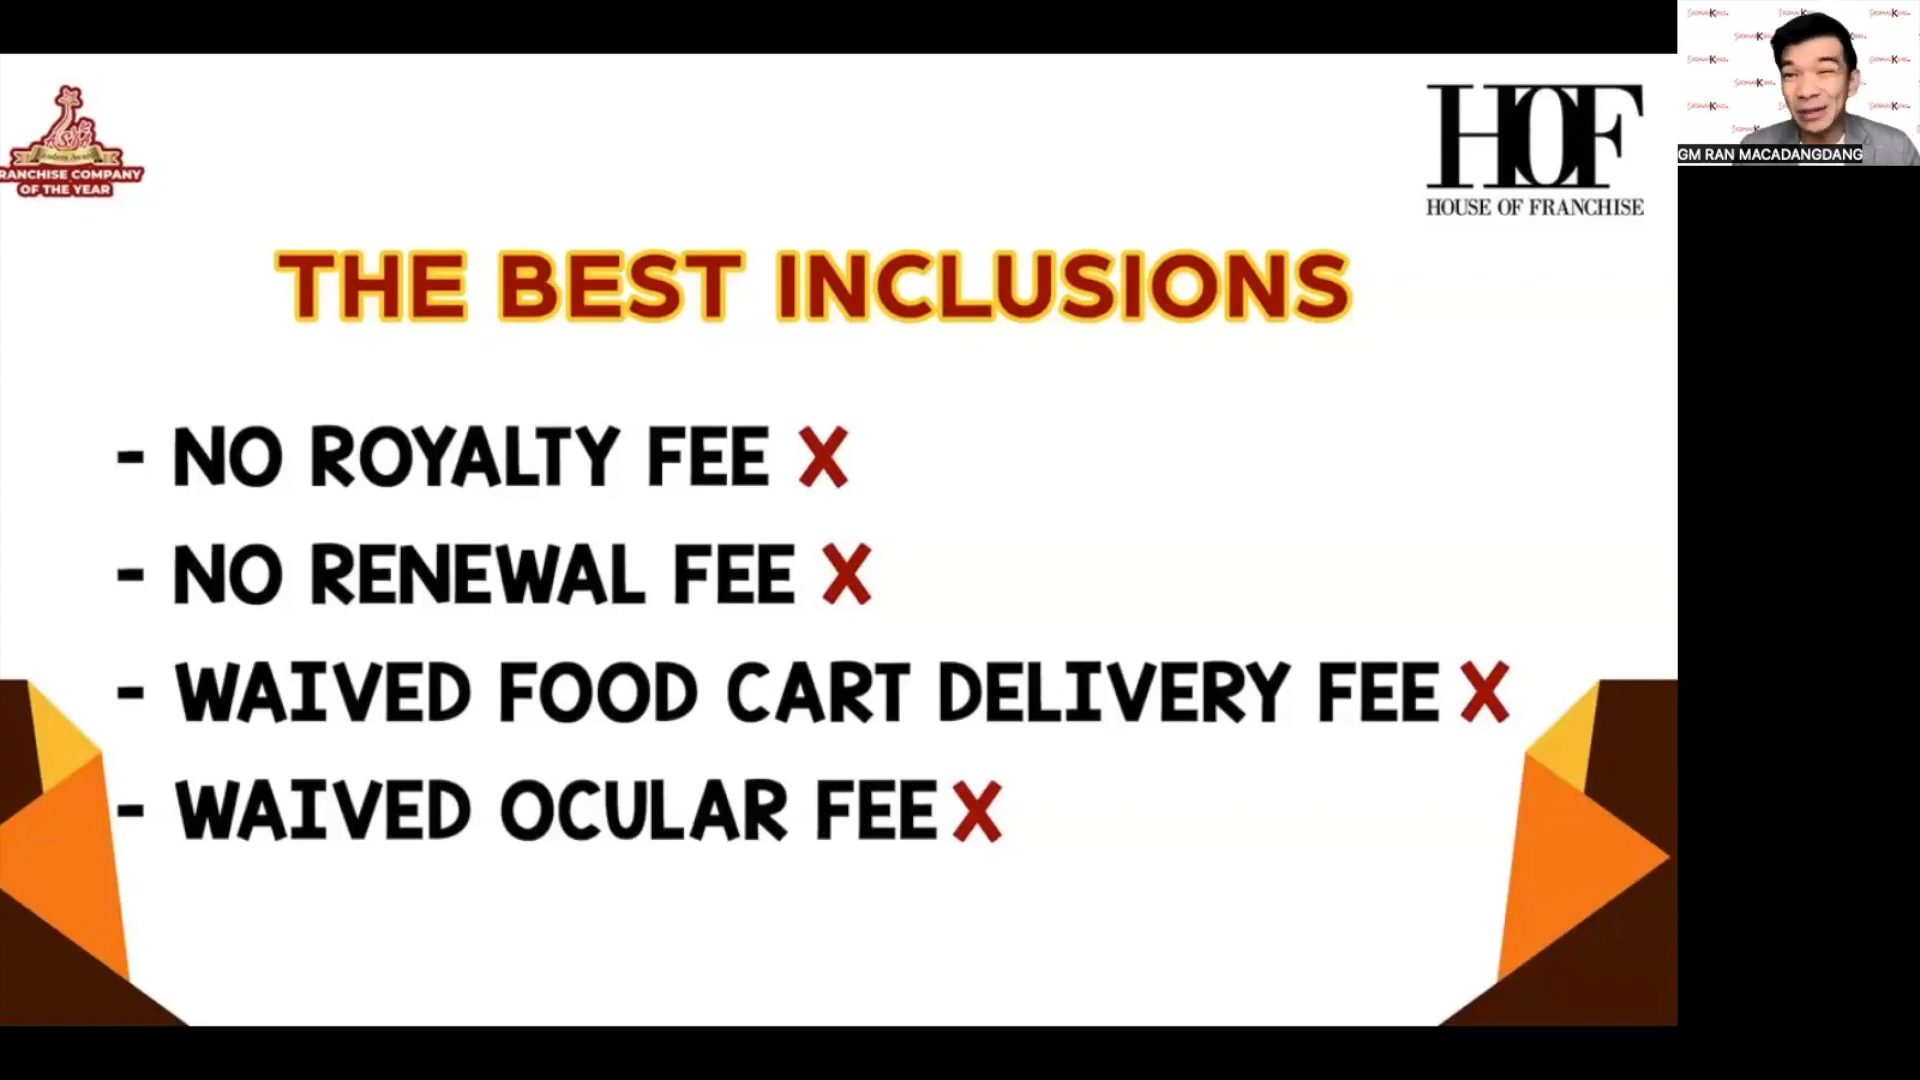 RANCHISE COMPANY
OF THE YEAR
HOF
HOUSE OF FRANCHISE
GM RAN MACADANGDANG
THE BEST INCLUSIONS
- NO ROYALTY FEE X
- NO RENEWAL FEE X
- WAIVED FOOD CART DELIVERY FEE X
- WAIVED OCULAR FEE X